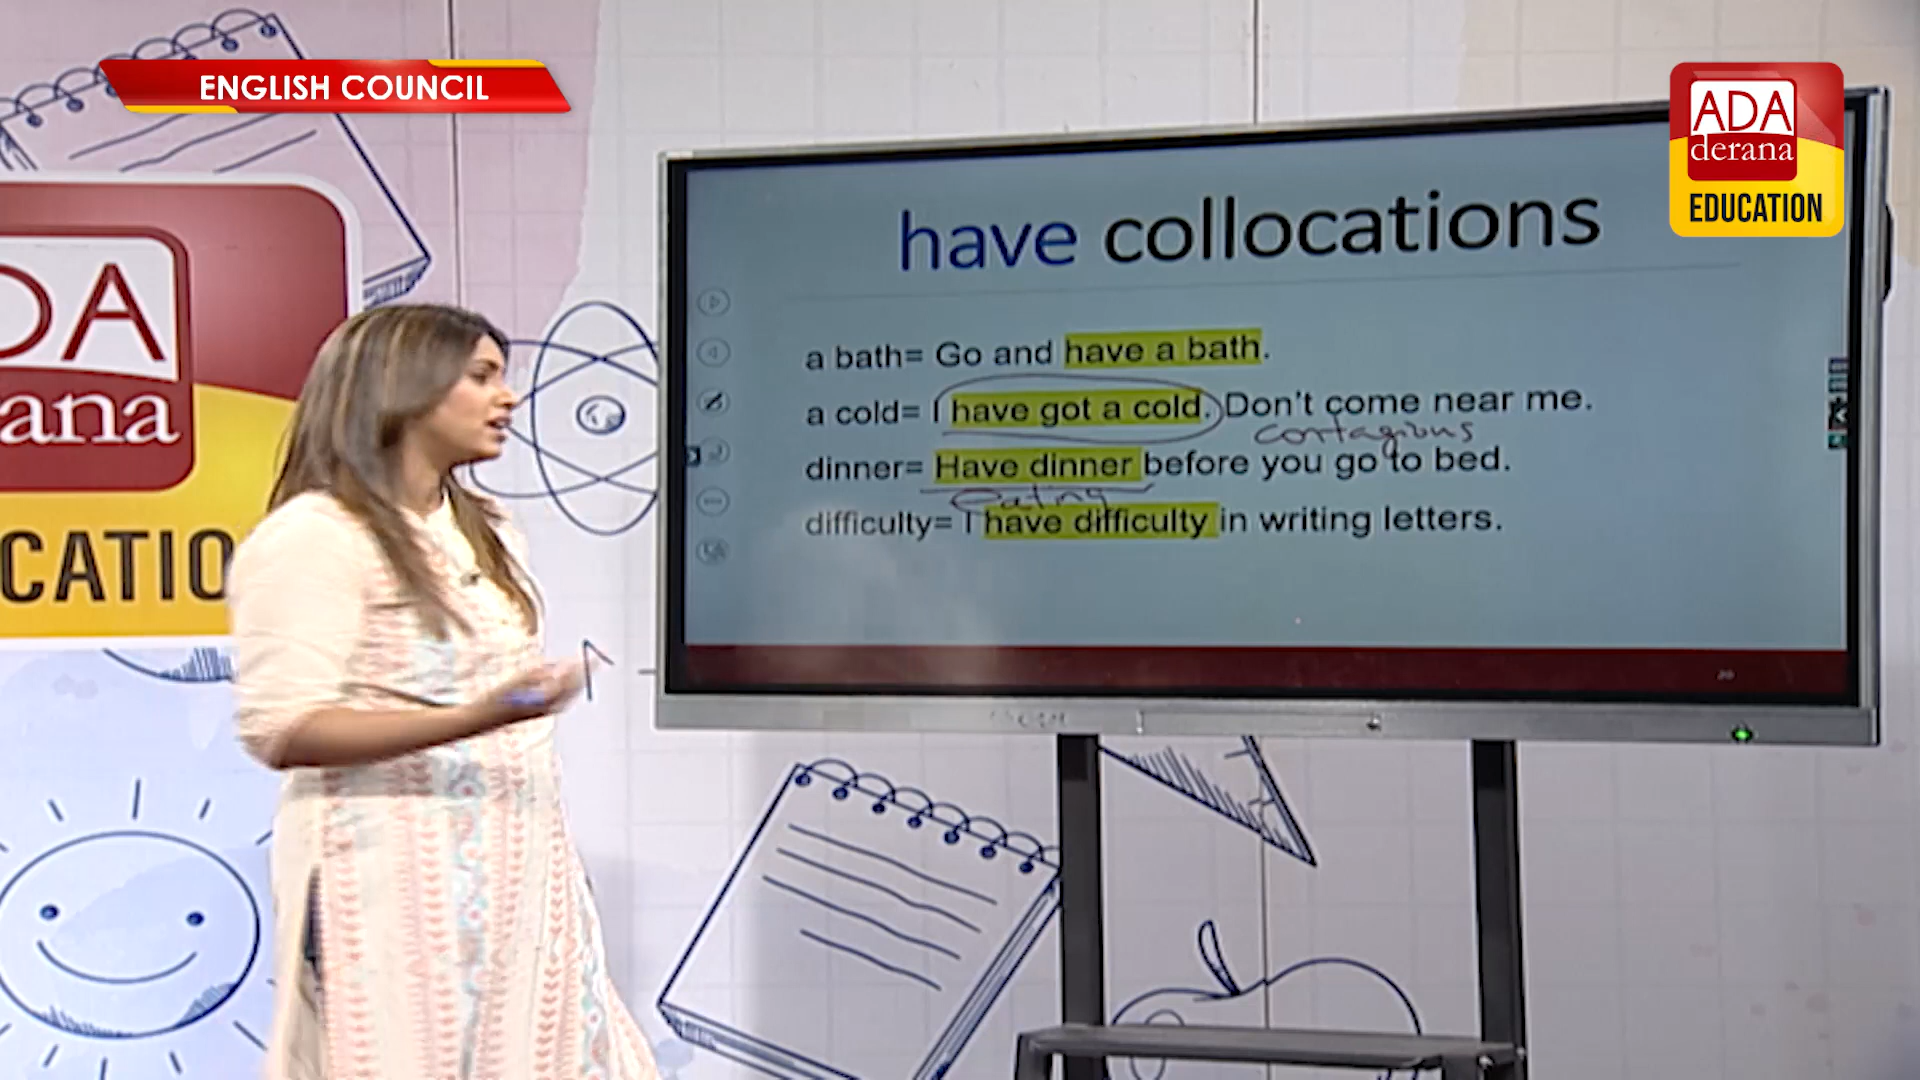 ENGLISH COUNCIL
ADA
derana
EDUCATION
have collocations
a bath= Go and have a bath.
a cold= I have got a cold. Don't come near me.
contagious
dinner= Have dinner before you go to bed.
eating
difficulty= I have difficulty in writing letters.
20
DA
rana
CATIO